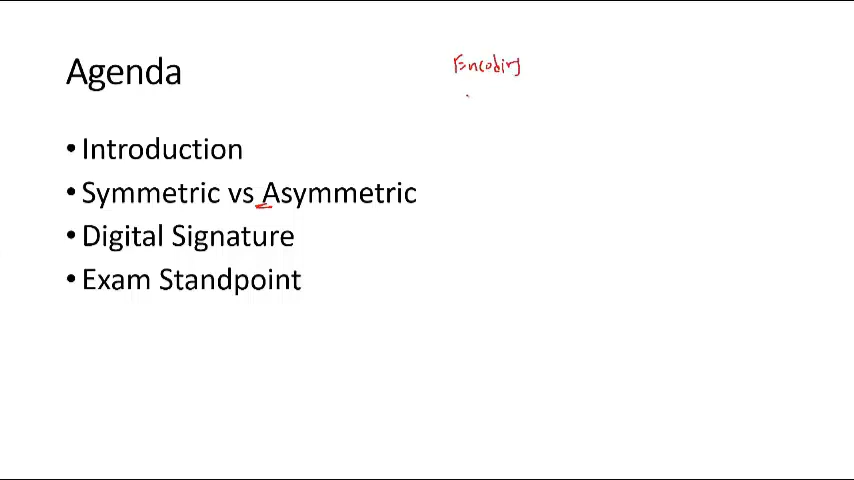 Agenda
Encoding
• Introduction
• Symmetric vs Asymmetric
• Digital Signature
• Exam Standpoint